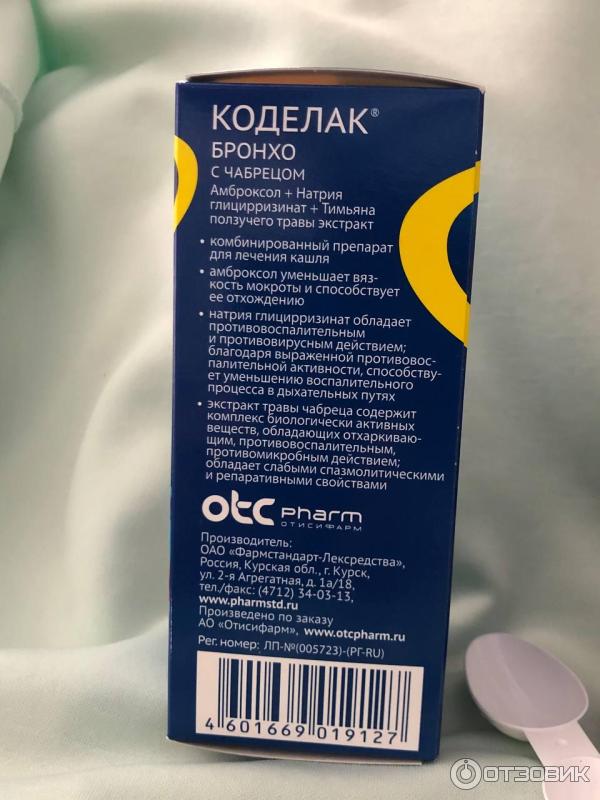 КОДЕЛАК®
БРОНХО
С ЧАБРЕЦОМ
Амброксол + Натрия
глицирризинат + Тимьяна
ползучего травы экстракт
• комбинированный препарат
для лечения кашля
• амброксол уменьшает вяз-
кость мокроты и способствует
ее отхождению
• натрия глицирризинат обладает
противовоспалительным
и противовирусным действием;
благодаря выраженной противовос-
палительной активности, способству-
ет уменьшению воспалительного
процесса в дыхательных путях
• экстракт травы чабреца содержит
комплекс биологически активных
веществ, обладающих отхаркиваю-
щим, противовоспалительным,
противомикробным действием;
обладает слабыми спазмолитическими
и репаративными свойствами
otc pharm
ОТИСИФАРМ
Производитель:
ОАО «Фармстандарт-Лексредства»,
Россия, Курская обл., г. Курск,
ул. 2-я Агрегатная, д. 1а/18,
тел./факс: (4712) 34-03-13,
www.pharmstd.ru
Произведено по заказу
АО «Отисифарм», www.otcpharm.ru
Рег. номер: ЛП-№(005723)-(РГ-RU)
4 601669 019127
ОТЗОВИК